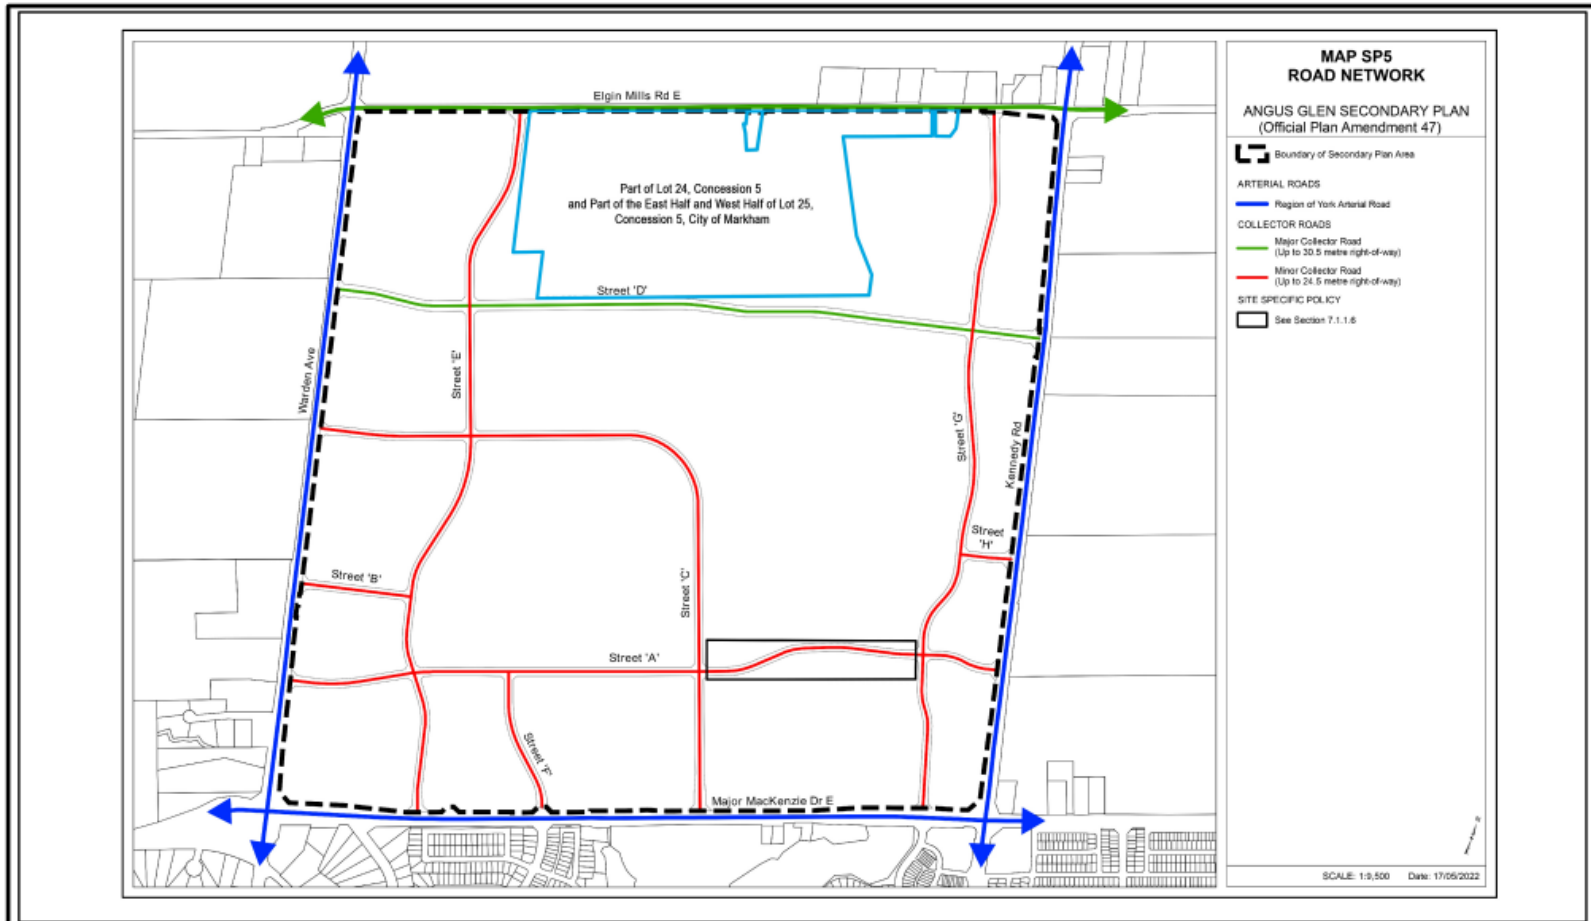 MAP SP5
ROAD NETWORK
ANGUS GLEN SECONDARY PLAN
(Official Plan Amendment 47)
Boundary of Secondary Plan Area
ARTERIAL ROADS
Region of York Arterial Road
COLLECTOR ROADS
Major Collector Road
(Up to 30.5 metre right-of-way)
Minor Collector Road
(Up to 24.5 metre right-of-way)
SITE SPECIFIC POLICY
See Section 7.1.1.6
Elgin Mills Rd E
Part of Lot 24, Concession 5
and Part of the East Half and West Half of Lot 25,
Concession 5, City of Markham
Street 'D'
Warden Ave
Street 'E'
Street 'G'
Kennedy Rd
Street
'H'
Street 'B'
Street 'C'
Street 'A'
Street 'F'
Major MacKenzie Dr E
SCALE: 1:9,500 Date: 17/05/2022